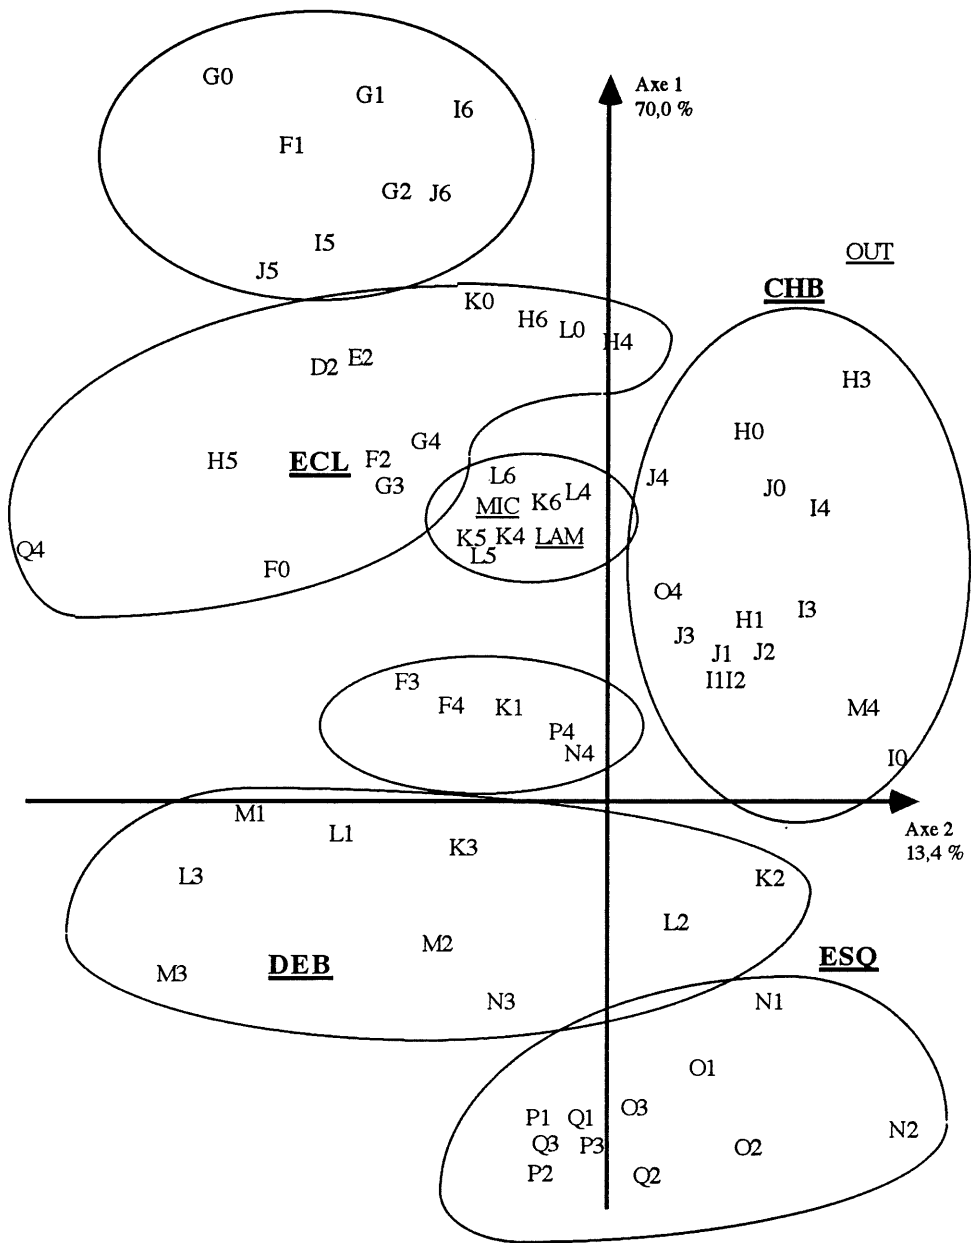 G0
G1
I6
Axe 1
70,0 %
F1
G2 J6
I5
J5
OUT
CHB
K0
H6
L0
H4
D2 E2
H3
H0
G4
H5
ECL
F2
G3
L6
L4
J4
J0
MIC
K6
I4
K5 K4 LAM
L5
Q4
F0
O4
I3
H1
J3
J1 J2
I1I2
F3
F4
K1
M4
P4
N4
I0
M1
L1
Axe 2
13,4 %
K3
L3
K2
L2
M2
ESQ
DEB
M3
N3
N1
O1
O3
P1 Q1
N2
Q3 P3
O2
P2
Q2